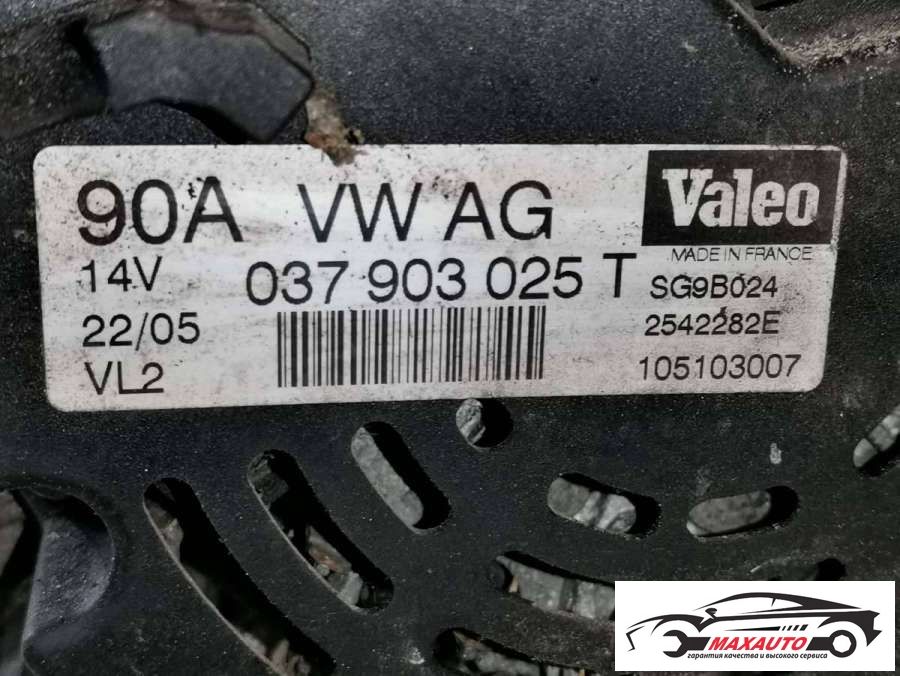 90A VW AG Valeo
MADE IN FRANCE
14V 037 903 025 T SG9B024
22/05 2542282E
VL2 105103007
MAXAUTO
гарантия качества и высокого сервиса